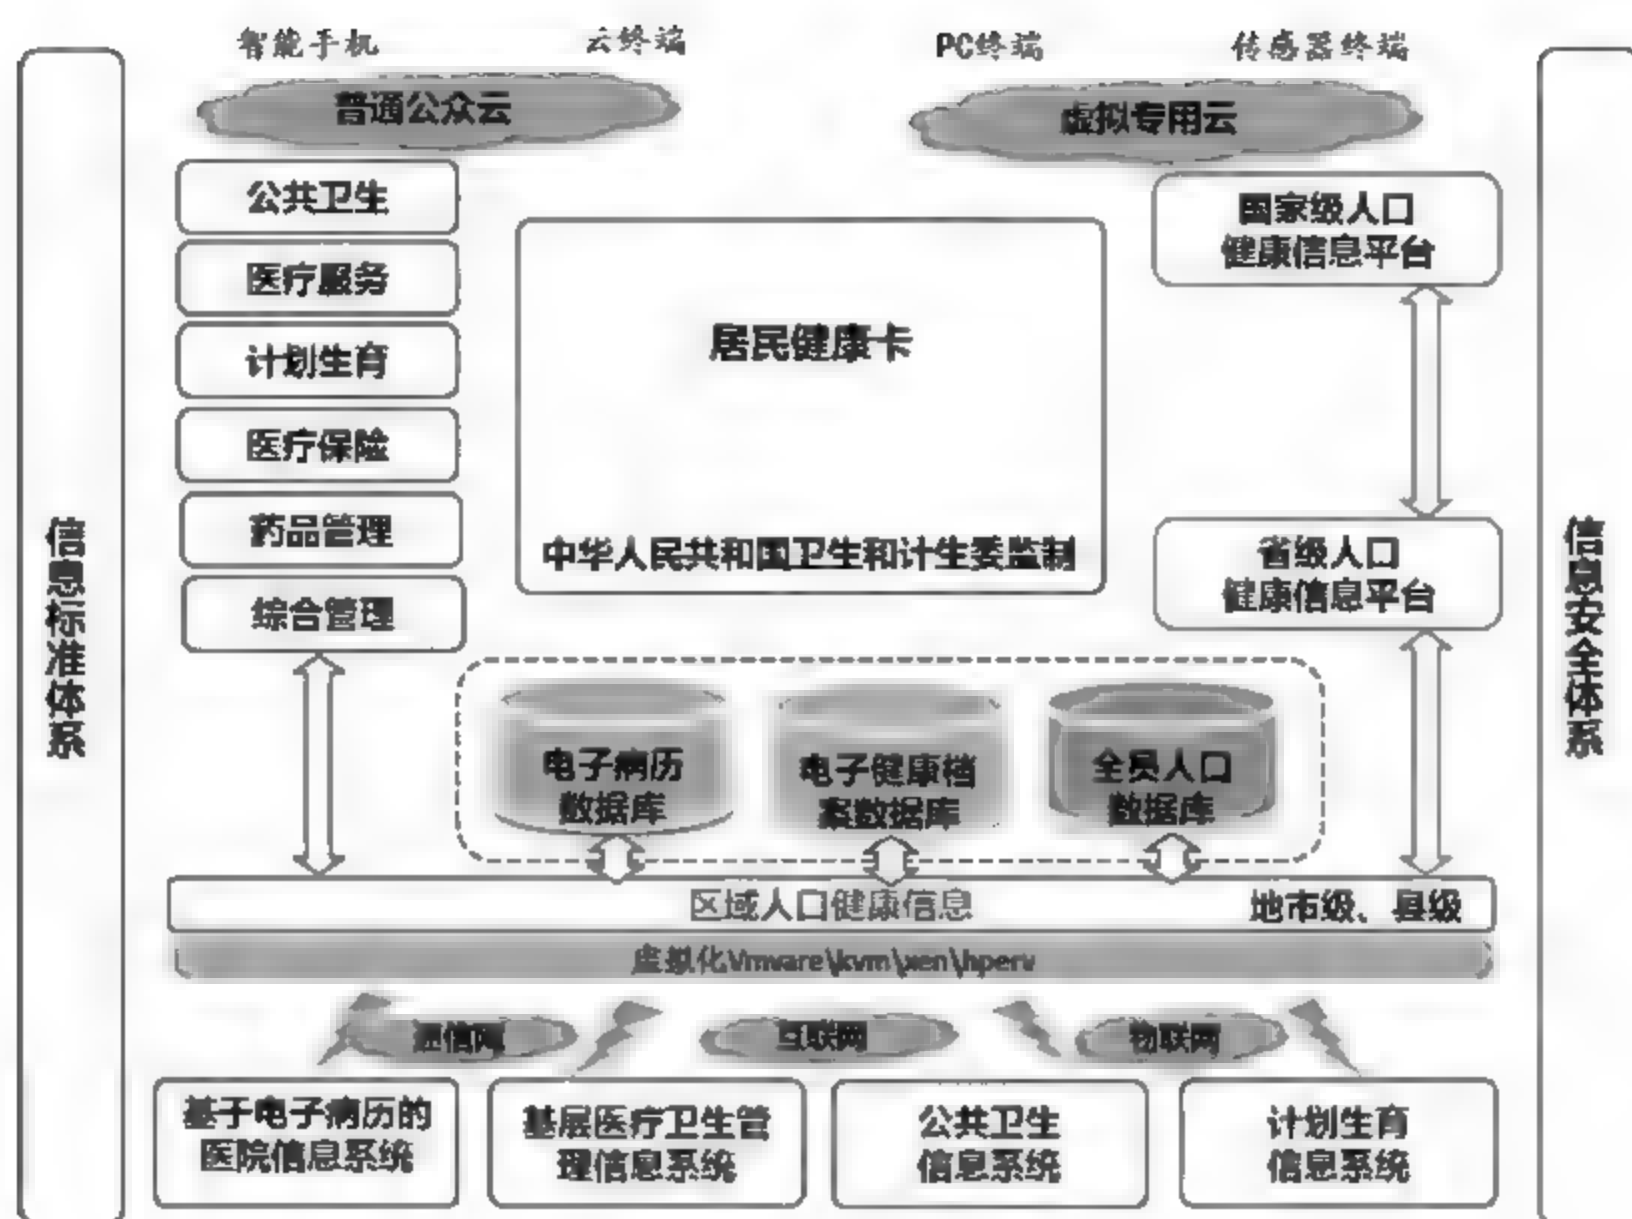 智能手机
云终端
PC终端
传感器终端
普通公众云
虚拟专用云
公共卫生
医疗服务
计划生育
医疗保险
药品管理
综合管理
居民健康卡
中华人民共和国卫生和计生委监制
国家级人口
健康信息平台
省级人口
健康信息平台
信息标准体系
信息安全体系
电子病历
数据库
电子健康档
案数据库
全员人口
数据库
区域人口健康信息
地市级、县级
虚拟化Vmware\kvm\xen\hperv
通信网
互联网
物联网
基于电子病历的
医院信息系统
基层医疗卫生管
理信息系统
公共卫生
信息系统
计划生育
信息系统